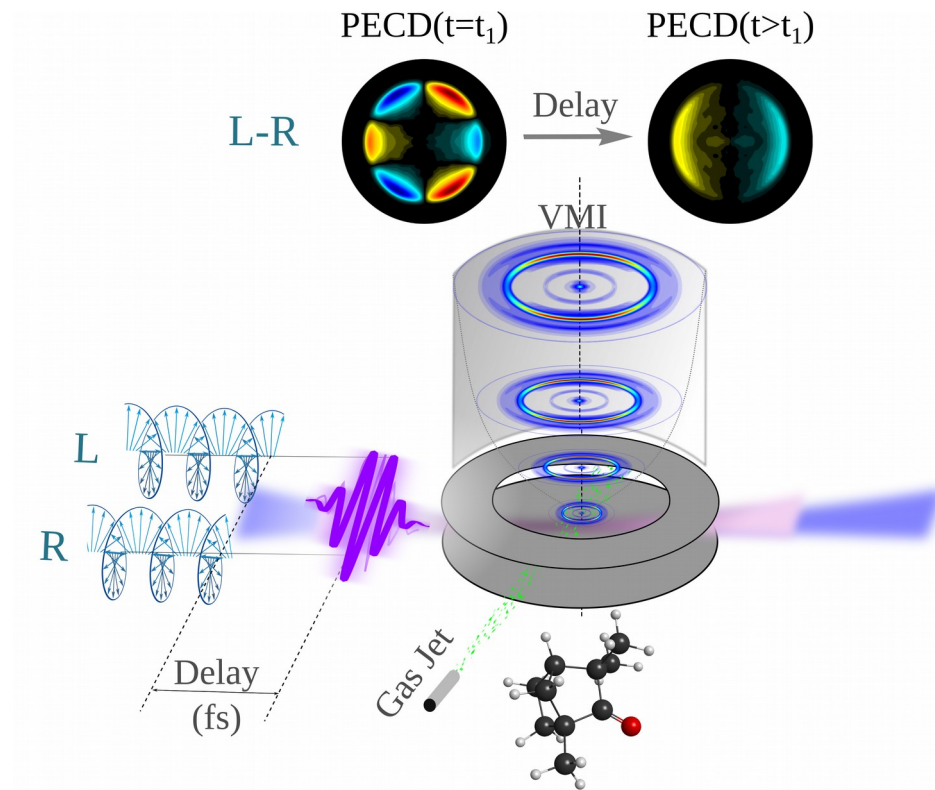 PECD(t=t₁)
PECD(t>t₁)
L-R
Delay
VMI
L
R
Delay
(fs)
Gas Jet